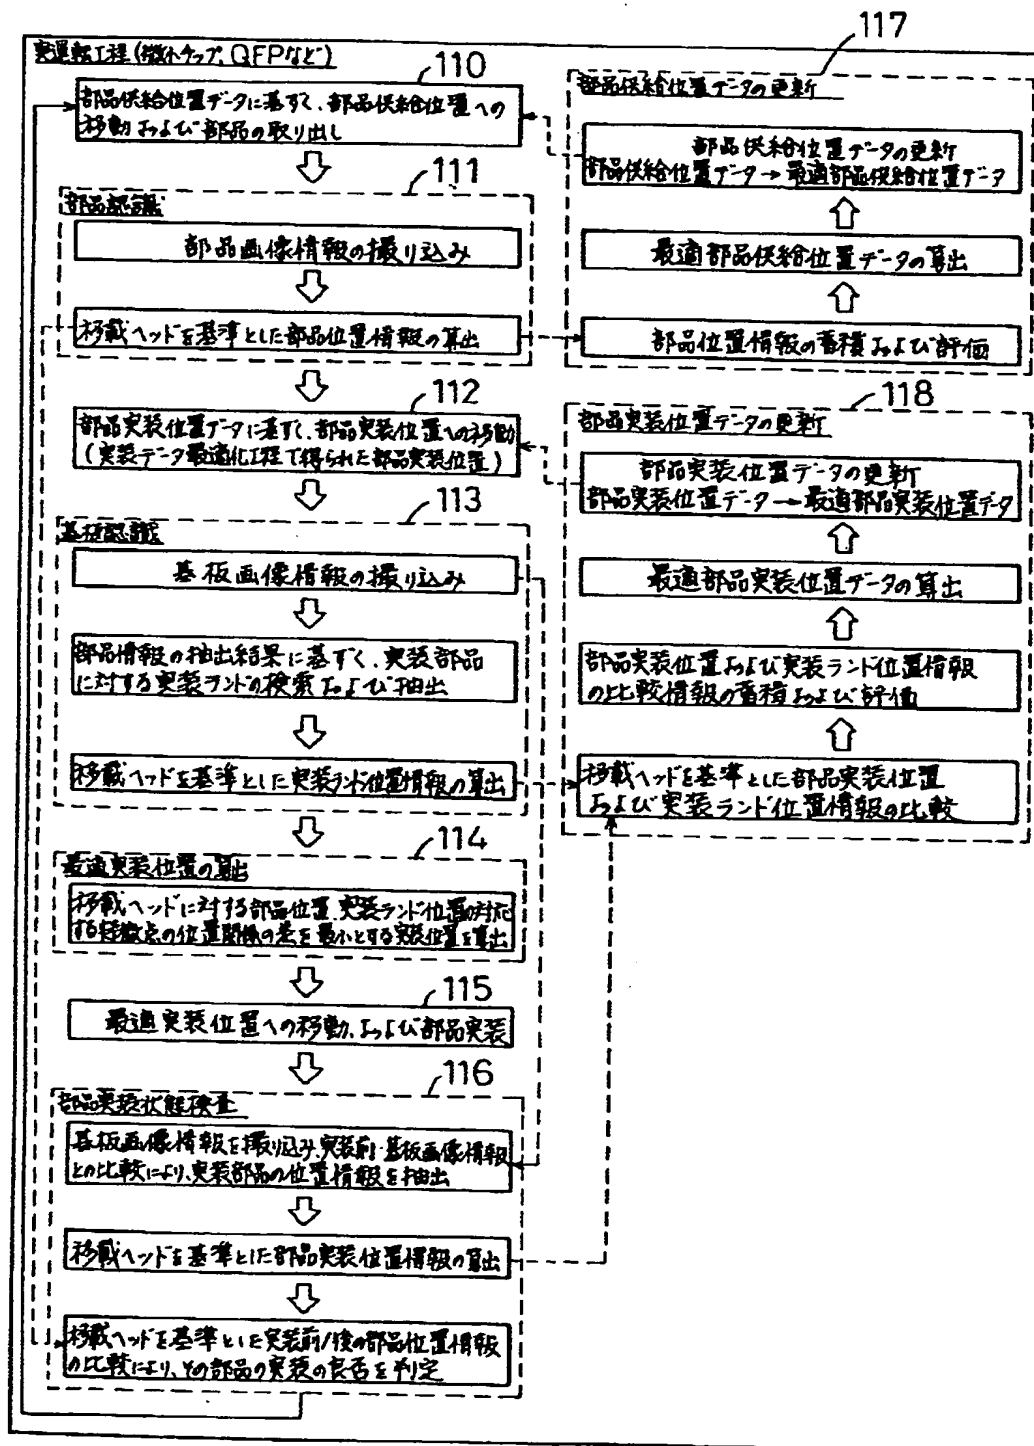 実運転工程(微小チップ、QFPなど)
110
部品供給位置データに基ずく、部品供給位置への
移動および部品の取り出し
111
部品認識
部品画像情報の撮り込み
移載ヘッドを基準とした部品位置情報の算出
112
部品実装位置データに基ずく、部品実装位置への移動
(実装データ最適化工程で得られた部品実装位置)
113
基板認識
基板画像情報の撮り込み
部品情報の抽出結果に基ずく、実装部品
に対する実装ランドの検索および抽出
移載ヘッドを基準とした実装ランド位置情報の算出
114
最適実装位置の算出
移載ヘッドに対する部品位置、実装ランド位置の対応
する特徴点の位置関係の差を最小とする実装位置を算出
115
最適実装位置への移動、および部品実装
116
部品実装状態検査
基板画像情報を撮り込み、実装前・基板画像情報
との比較により、実装部品の位置情報を抽出
移載ヘッドを基準とした部品実装位置情報の算出
移載ヘッドを基準とした実装前/後の部品位置情報
の比較により、その部品の実装の良否を判定
117
部品供給位置データの更新
部品供給位置データの更新
部品供給位置データ→最適部品供給位置データ
最適部品供給位置データの算出
部品位置情報の蓄積および評価
118
部品実装位置データの更新
部品実装位置データの更新
部品実装位置データ→最適部品実装位置データ
最適部品実装位置データの算出
部品実装位置および実装ランド位置情報
の比較情報の蓄積および評価
移載ヘッドを基準とした部品実装位置
および実装ランド位置情報の比較